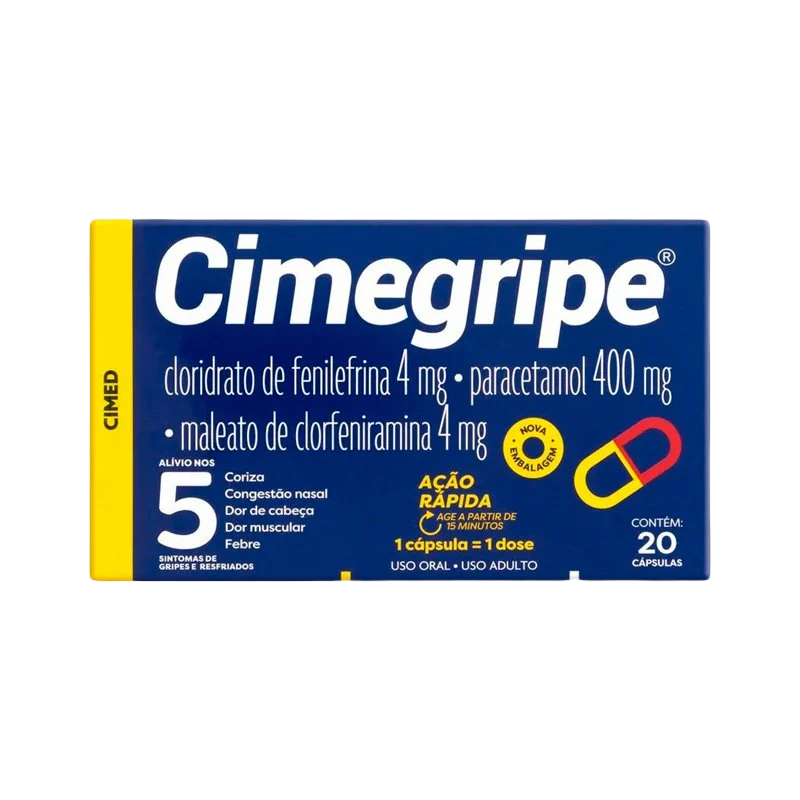 CIMED
Cimegripe®
cloridrato de fenilefrina 4 mg • paracetamol 400 mg
• maleato de clorfeniramina 4 mg
NOVA
EMBALAGEM
ALÍVIO NOS
5
SINTOMAS DE
GRIPES E RESFRIADOS
Coriza
Congestão nasal
Dor de cabeça
Dor muscular
Febre
AÇÃO
RÁPIDA
AGE A PARTIR DE
15 MINUTOS
1 cápsula = 1 dose
USO ORAL • USO ADULTO
CONTÉM:
20
CÁPSULAS